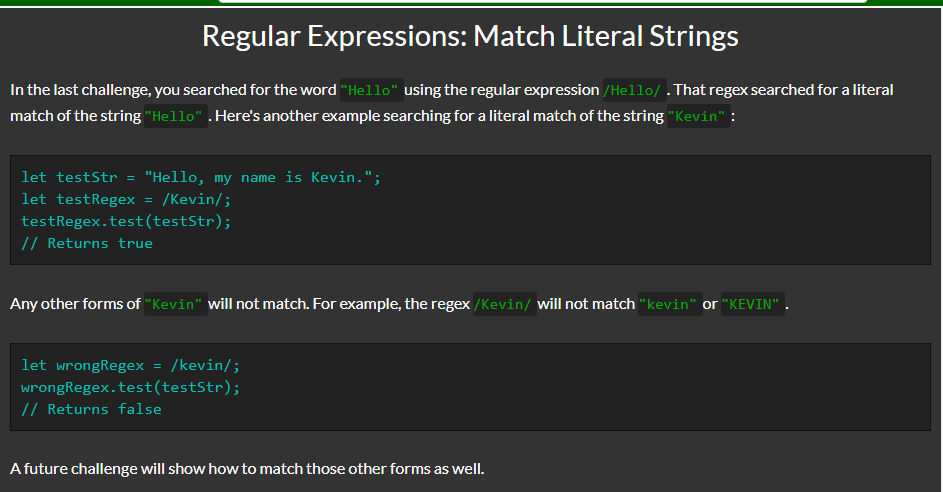 Regular Expressions: Match Literal Strings
In the last challenge, you searched for the word "Hello" using the regular expression /Hello/ . That regex searched for a literal
match of the string "Hello" . Here's another example searching for a literal match of the string "Kevin" :
let testStr = "Hello, my name is Kevin.";
let testRegex = /Kevin/;
testRegex.test(testStr);
// Returns true
Any other forms of "Kevin" will not match. For example, the regex /Kevin/ will not match "kevin" or "KEVIN" .
let wrongRegex = /kevin/;
wrongRegex.test(testStr);
// Returns false
A future challenge will show how to match those other forms as well.